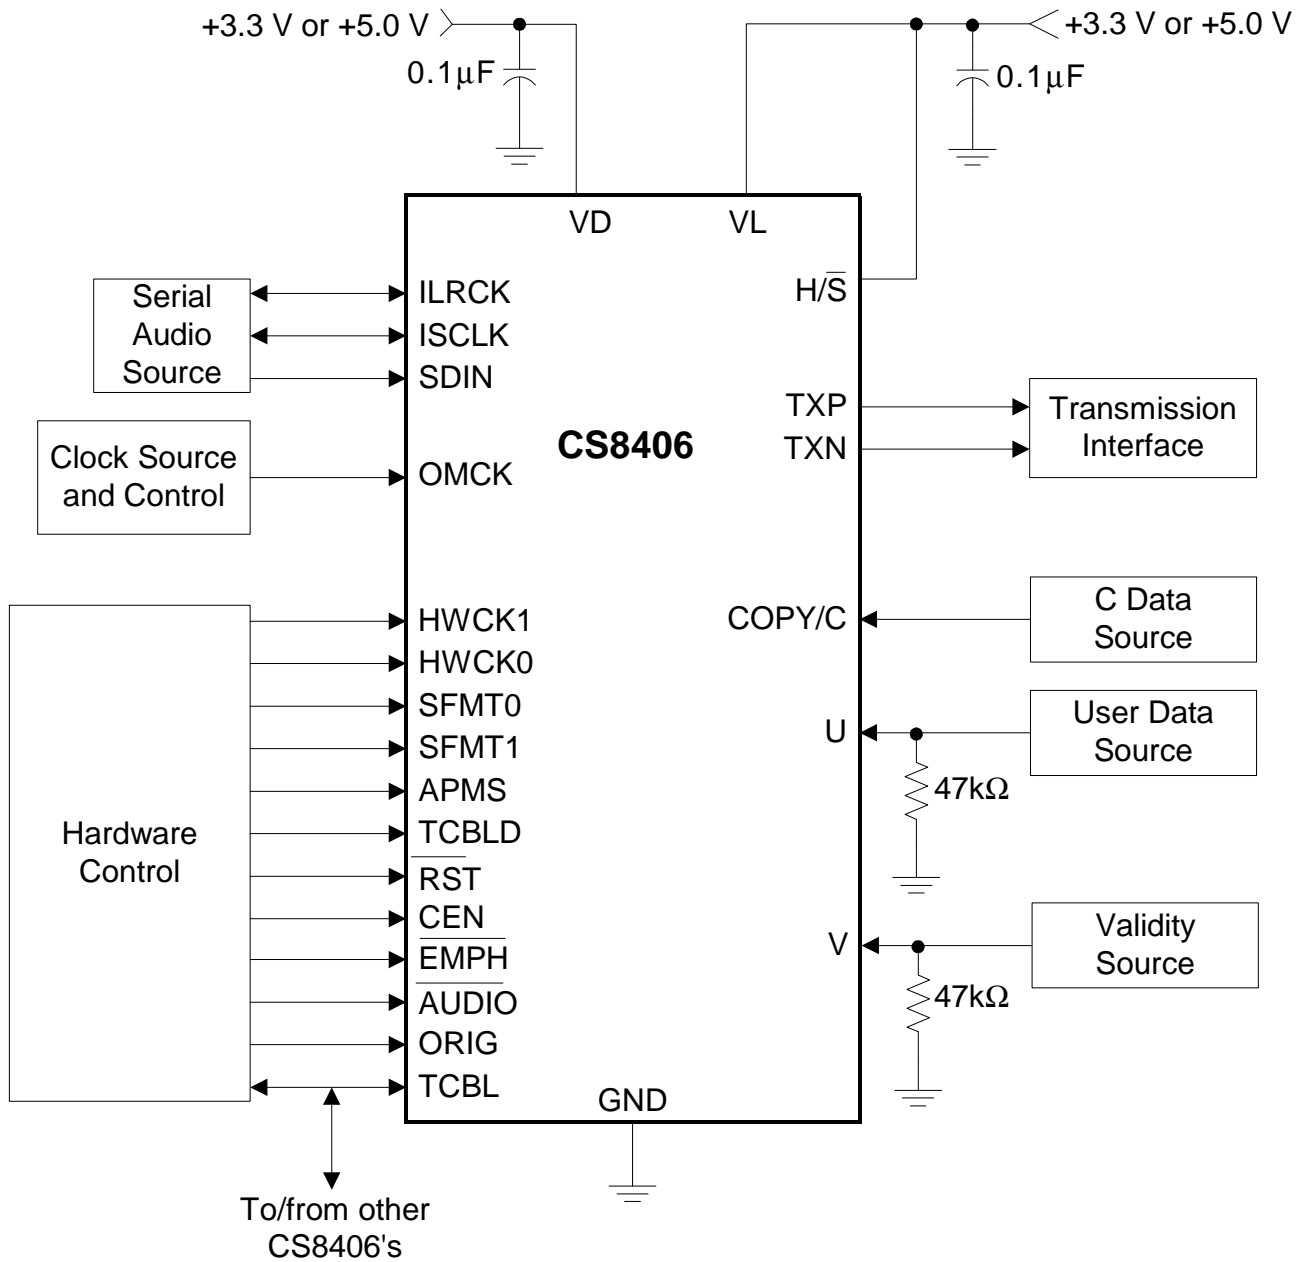 +3.3 V or +5.0 V
+3.3 V or +5.0 V
0.1µF
0.1µF
VD
VL
H/S̅
Serial
Audio
Source
ILRCK
ISCLK
SDIN
CS8406
TXP
TXN
Transmission
Interface
Clock Source
and Control
OMCK
HWCK1
HWCK0
SFMT0
SFMT1
APMS
TCBLD
R̅S̅T̅
CEN
E̅M̅P̅H̅
A̅U̅D̅I̅O̅
ORIG
TCBL
Hardware
Control
COPY/C
C Data
Source
U
User Data
Source
47kΩ
V
Validity
Source
47kΩ
GND
To/from other
CS8406's